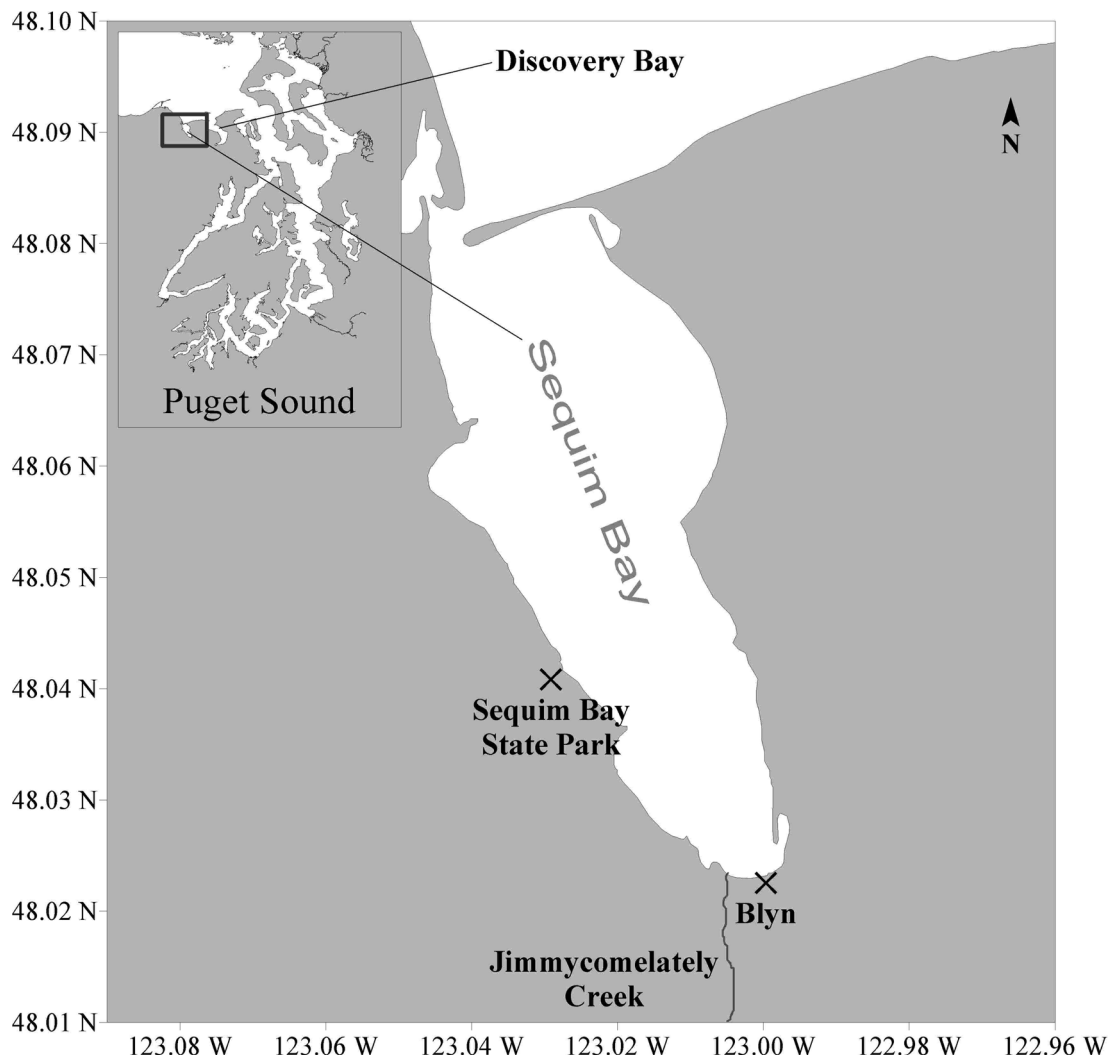 48.10 N
Discovery Bay
48.09 N
N
48.08 N
48.07 N
Sequim Bay
Puget Sound
48.06 N
48.05 N
48.04 N
Sequim Bay
State Park
48.03 N
48.02 N
Blyn
Jimmycomelately
Creek
48.01 N
123.08 W
123.06 W
123.04 W
123.02 W
123.00 W
122.98 W
122.96 W